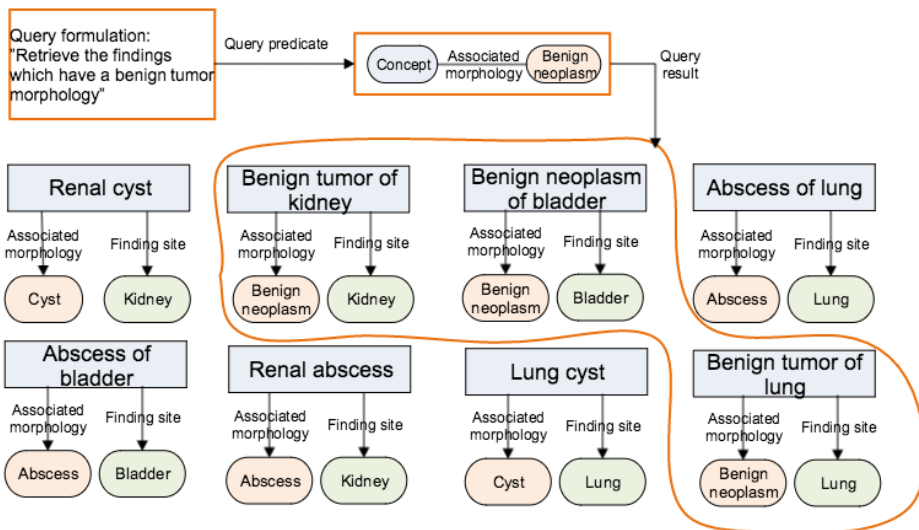 Query formulation:
"Retrieve the findings
which have a benign tumor
morphology"
Query predicate
Concept
Associated
morphology
Benign
neoplasm
Query
result
Renal cyst
Associated
morphology
Finding site
Cyst
Kidney
Benign tumor of
kidney
Associated
morphology
Finding site
Benign
neoplasm
Kidney
Benign neoplasm
of bladder
Associated
morphology
Finding site
Benign
neoplasm
Bladder
Abscess of lung
Associated
morphology
Finding site
Abscess
Lung
Abscess of
bladder
Associated
morphology
Finding site
Abscess
Bladder
Renal abscess
Associated
morphology
Finding site
Abscess
Kidney
Lung cyst
Associated
morphology
Finding site
Cyst
Lung
Benign tumor of
lung
Associated
morphology
Finding site
Benign
neoplasm
Lung